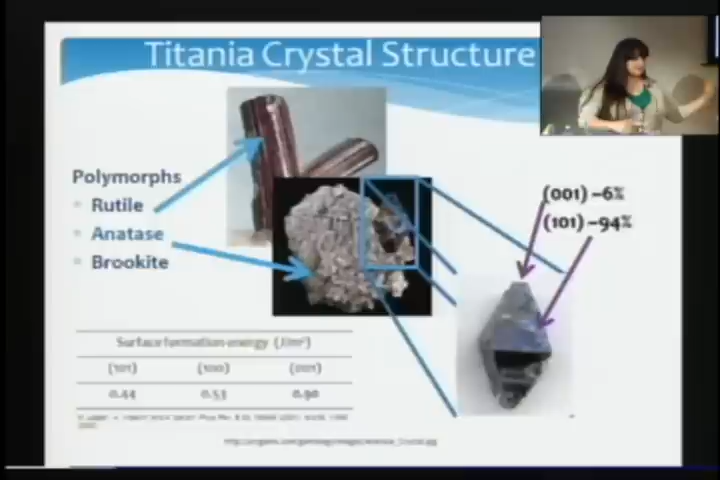 Titania Crystal Structure
Polymorphs
Rutile
Anatase
Brookite
(001) ~6%
(101) ~94%
Surface formation energy (J/m²)
(101) (100) (001)
0.44 0.53 0.90